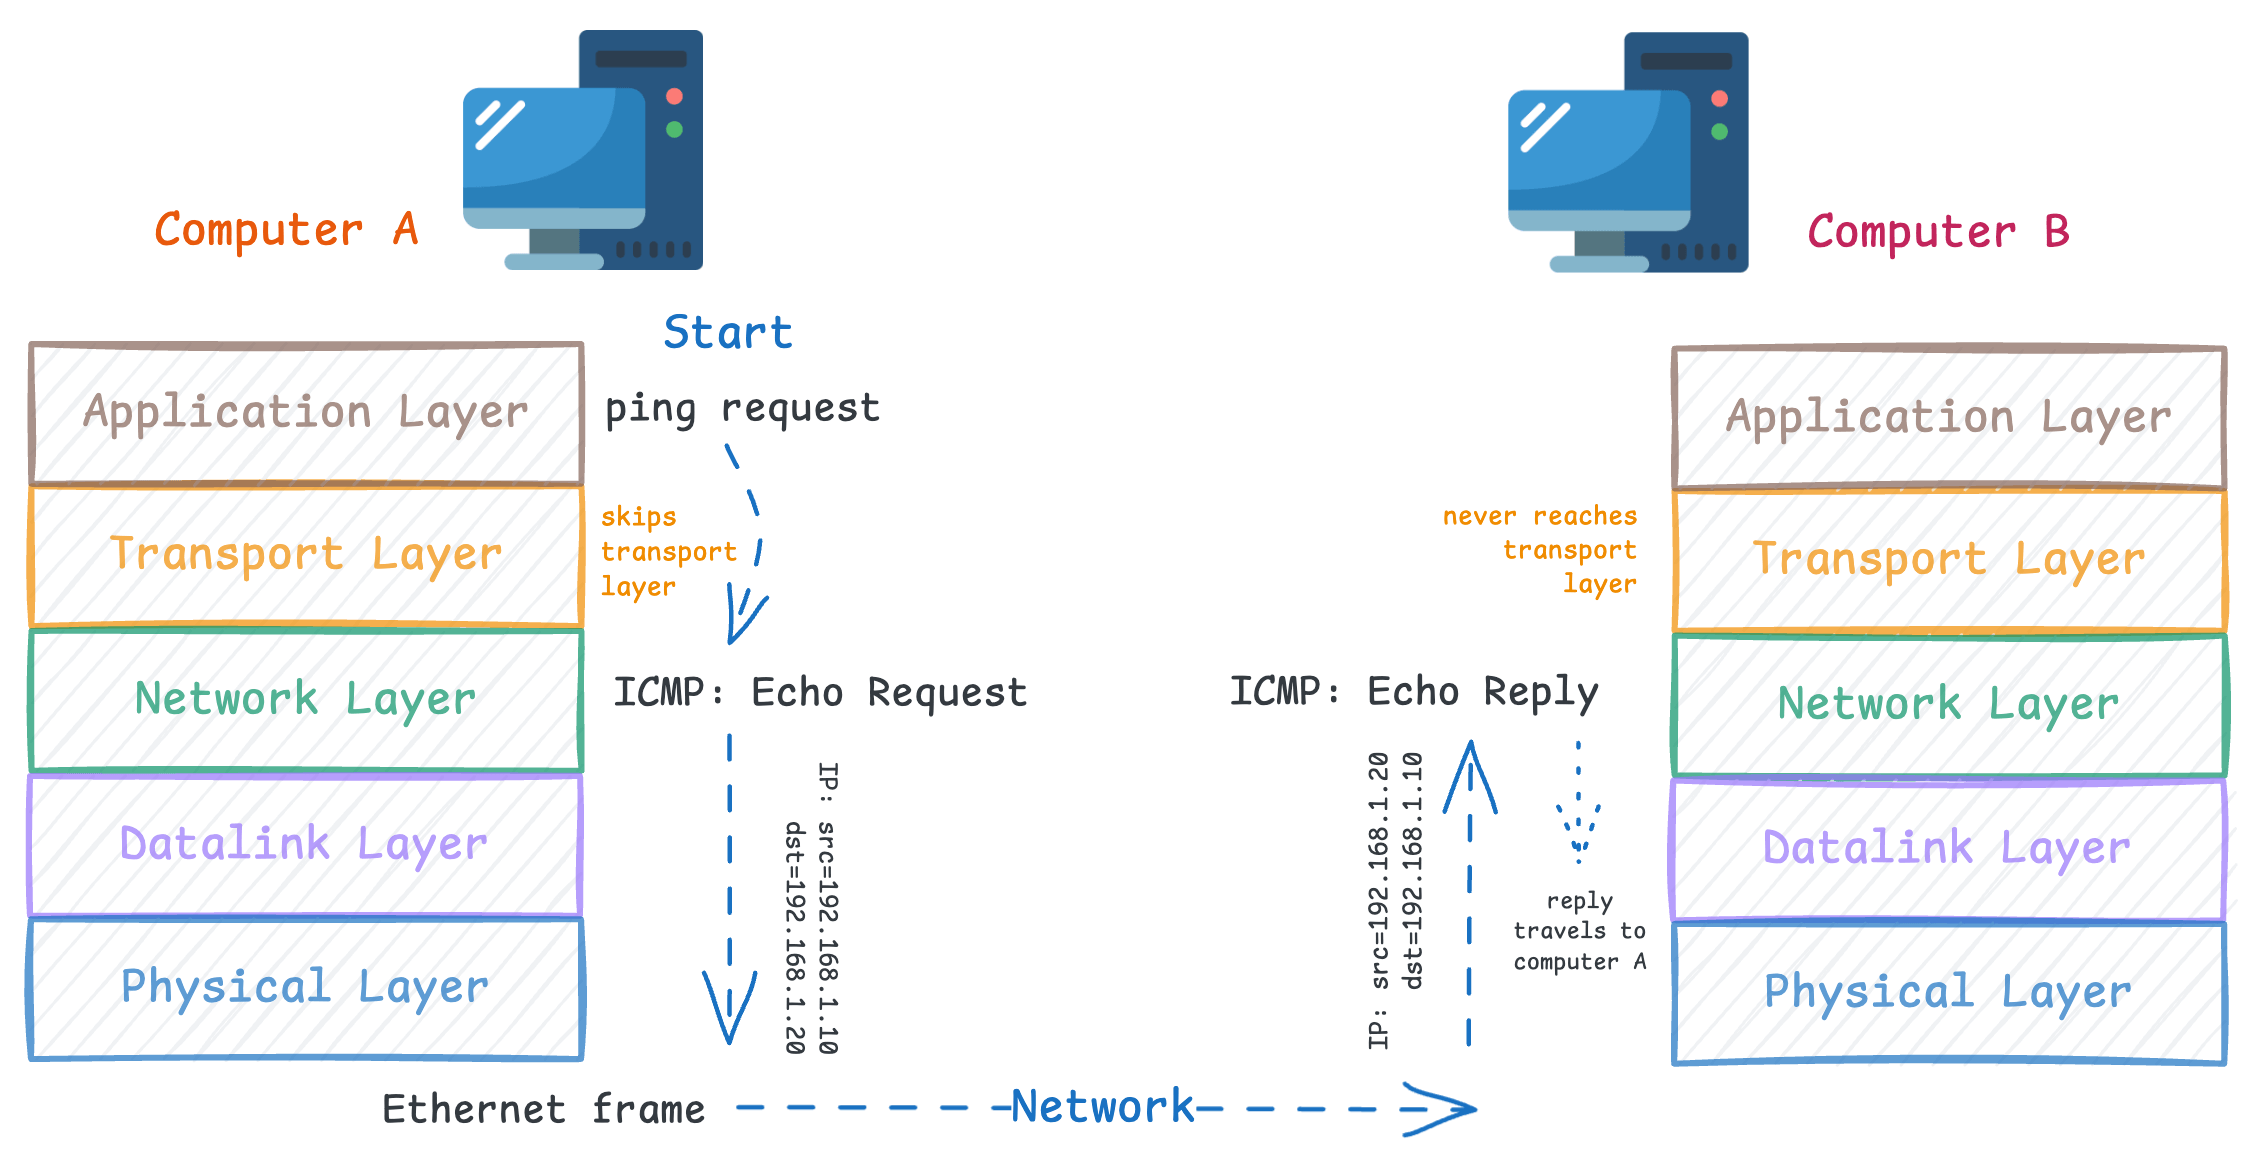 Computer A
Computer B
Start
Application Layer
ping request
Application Layer
Transport Layer
skips
transport
layer
never reaches
transport
layer
Transport Layer
Network Layer
ICMP: Echo Request
ICMP: Echo Reply
Network Layer
Datalink Layer
IP: src=192.168.1.10
dst=192.168.1.20
IP: src=192.168.1.20
dst=192.168.1.10
reply
travels to
computer A
Datalink Layer
Physical Layer
Physical Layer
Ethernet frame
Network